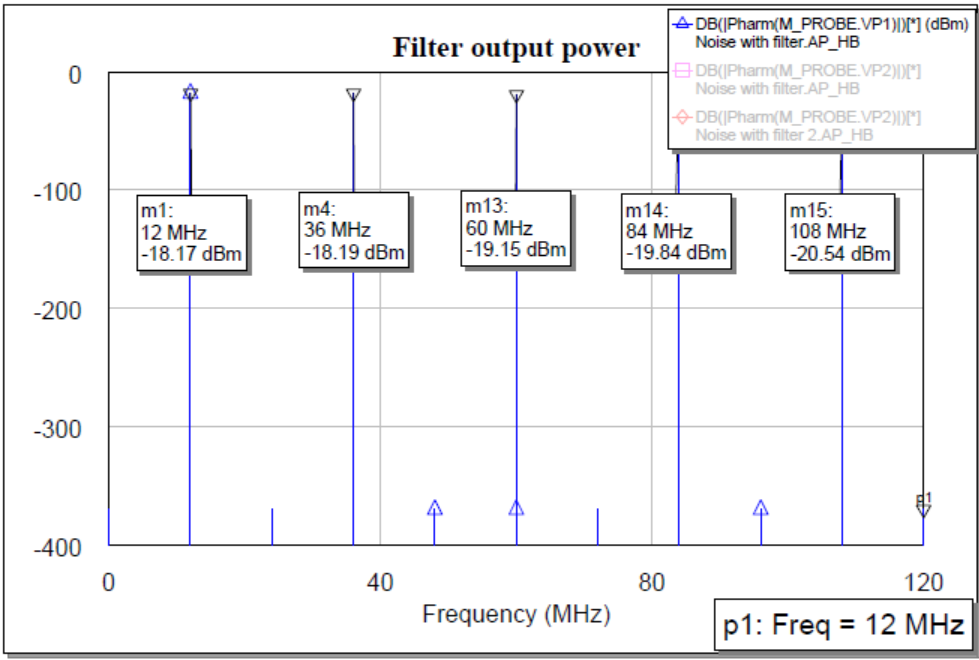 Filter output power
DB(|Pharm(M_PROBE.VP1)|)[*] (dBm)
Noise with filter.AP_HB
DB(|Pharm(M_PROBE.VP2)|)[*]
Noise with filter.AP_HB
DB(|Pharm(M_PROBE.VP2)|)[*]
Noise with filter 2.AP_HB
0
-100
-200
-300
-400
m1:
12 MHz
-18.17 dBm
m4:
36 MHz
-18.19 dBm
m13:
60 MHz
-19.15 dBm
m14:
84 MHz
-19.84 dBm
m15:
108 MHz
-20.54 dBm
p1
0
40
80
120
Frequency (MHz)
p1: Freq = 12 MHz